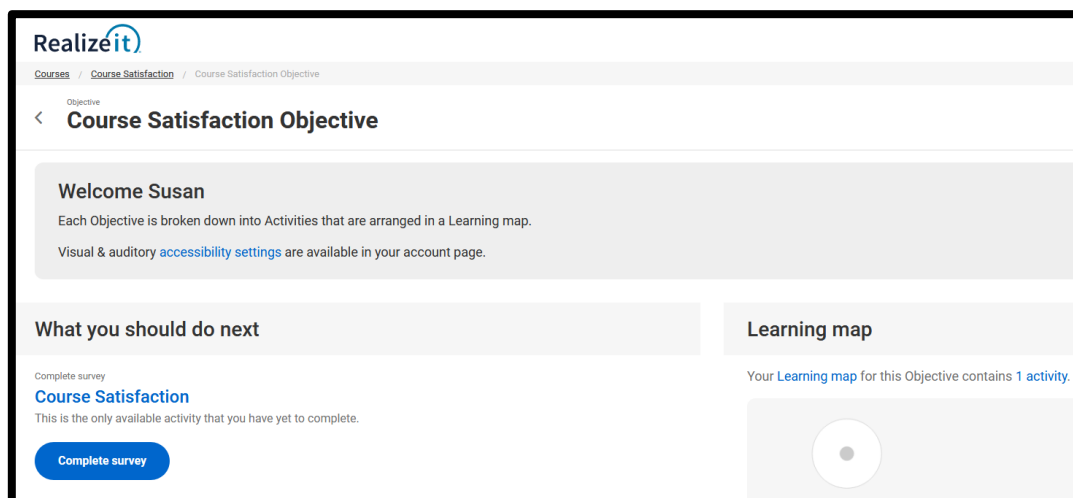 Realizeit
Courses / Course Satisfaction / Course Satisfaction Objective
Objective
Course Satisfaction Objective
Welcome Susan
Each Objective is broken down into Activities that are arranged in a Learning map.
Visual & auditory accessibility settings are available in your account page.
What you should do next
Complete survey
Course Satisfaction
This is the only available activity that you have yet to complete.
Complete survey
Learning map
Your Learning map for this Objective contains 1 activity.